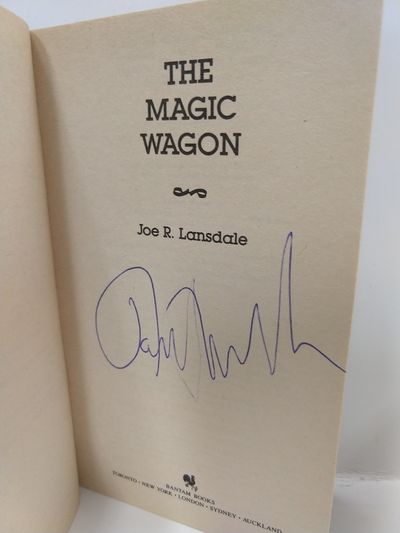 THE
MAGIC
WAGON
Joe R. Lansdale
BANTAM BOOKS
TORONTO • NEW YORK • LONDON • SYDNEY • AUCKLAND